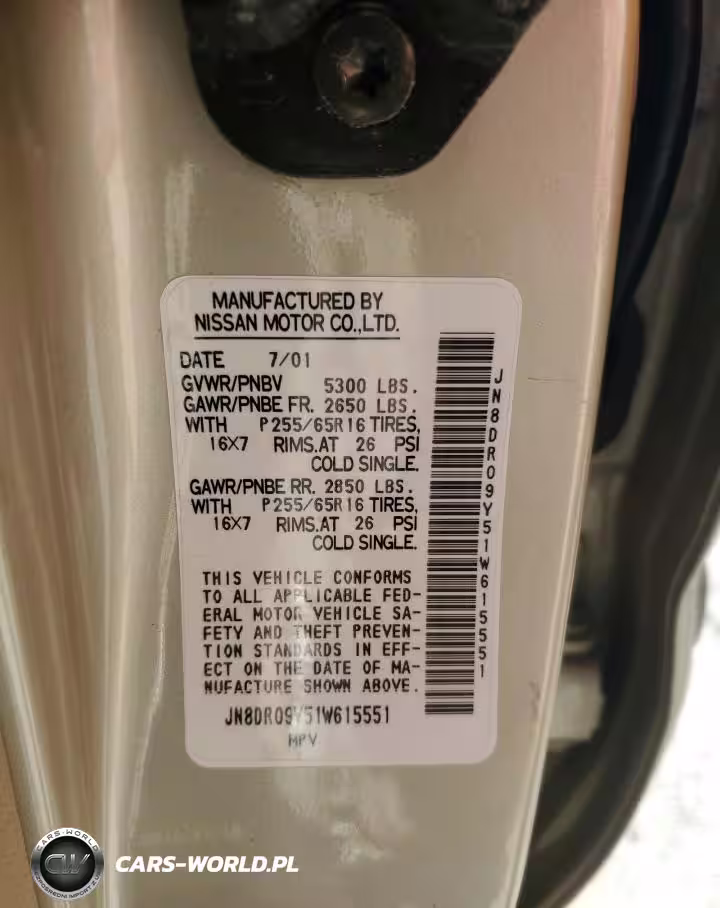 MANUFACTURED BY
NISSAN MOTOR CO.,LTD.
DATE 7/01
GVWR/PNBV 5300 LBS.
GAWR/PNBE FR. 2650 LBS.
WITH P255/65R16 TIRES,
16X7 RIMS.AT 26 PSI
COLD SINGLE.
GAWR/PNBE RR. 2850 LBS.
WITH P255/65R16 TIRES,
16X7 RIMS.AT 26 PSI
COLD SINGLE.
THIS VEHICLE CONFORMS
TO ALL APPLICABLE FED-
ERAL MOTOR VEHICLE SA-
FETY AND THEFT PREVEN-
TION STANDARDS IN EFF-
ECT ON THE DATE OF MA-
NUFACTURE SHOWN ABOVE.
JN8DR09Y51W615551
MPV
JN8DR09Y51W615551
CARS-WORLD
CW
CARS-WORLD.PL